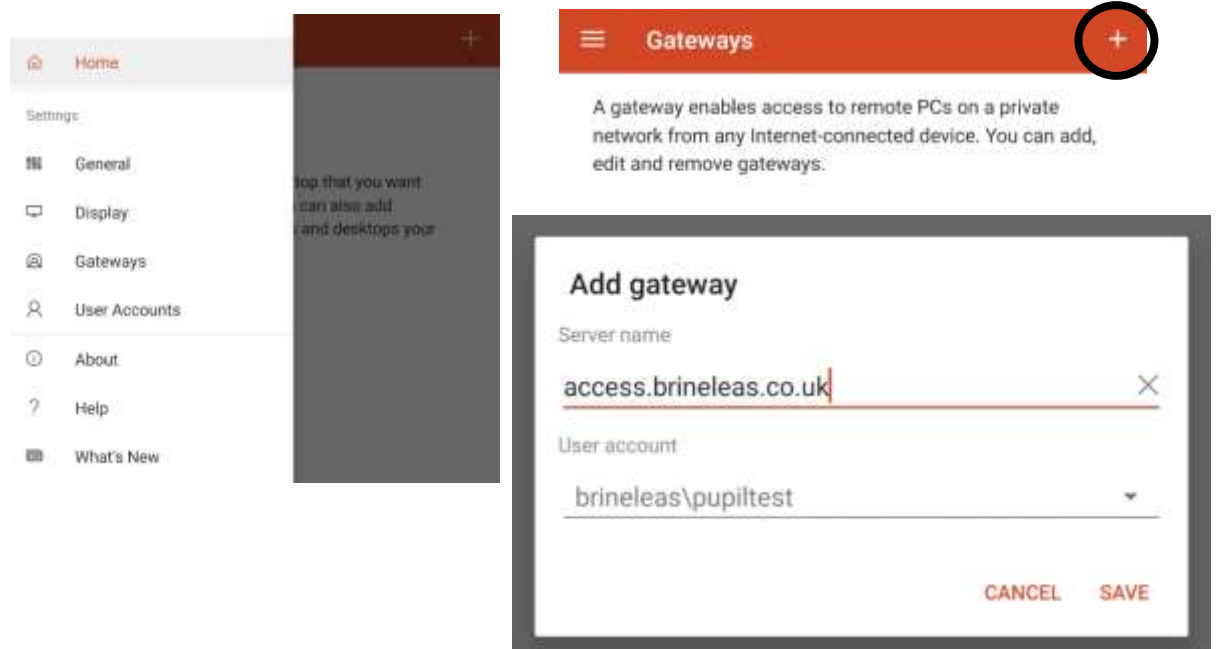 Home
Settings
General
Display
Gateways
User Accounts
About
Help
What's New
top that you want
can also add
and desktops your
Gateways
A gateway enables access to remote PCs on a private
network from any Internet-connected device. You can add,
edit and remove gateways.
Add gateway
Server name
access.brineleas.co.uk
User account
brineleas\pupiltest
CANCEL SAVE